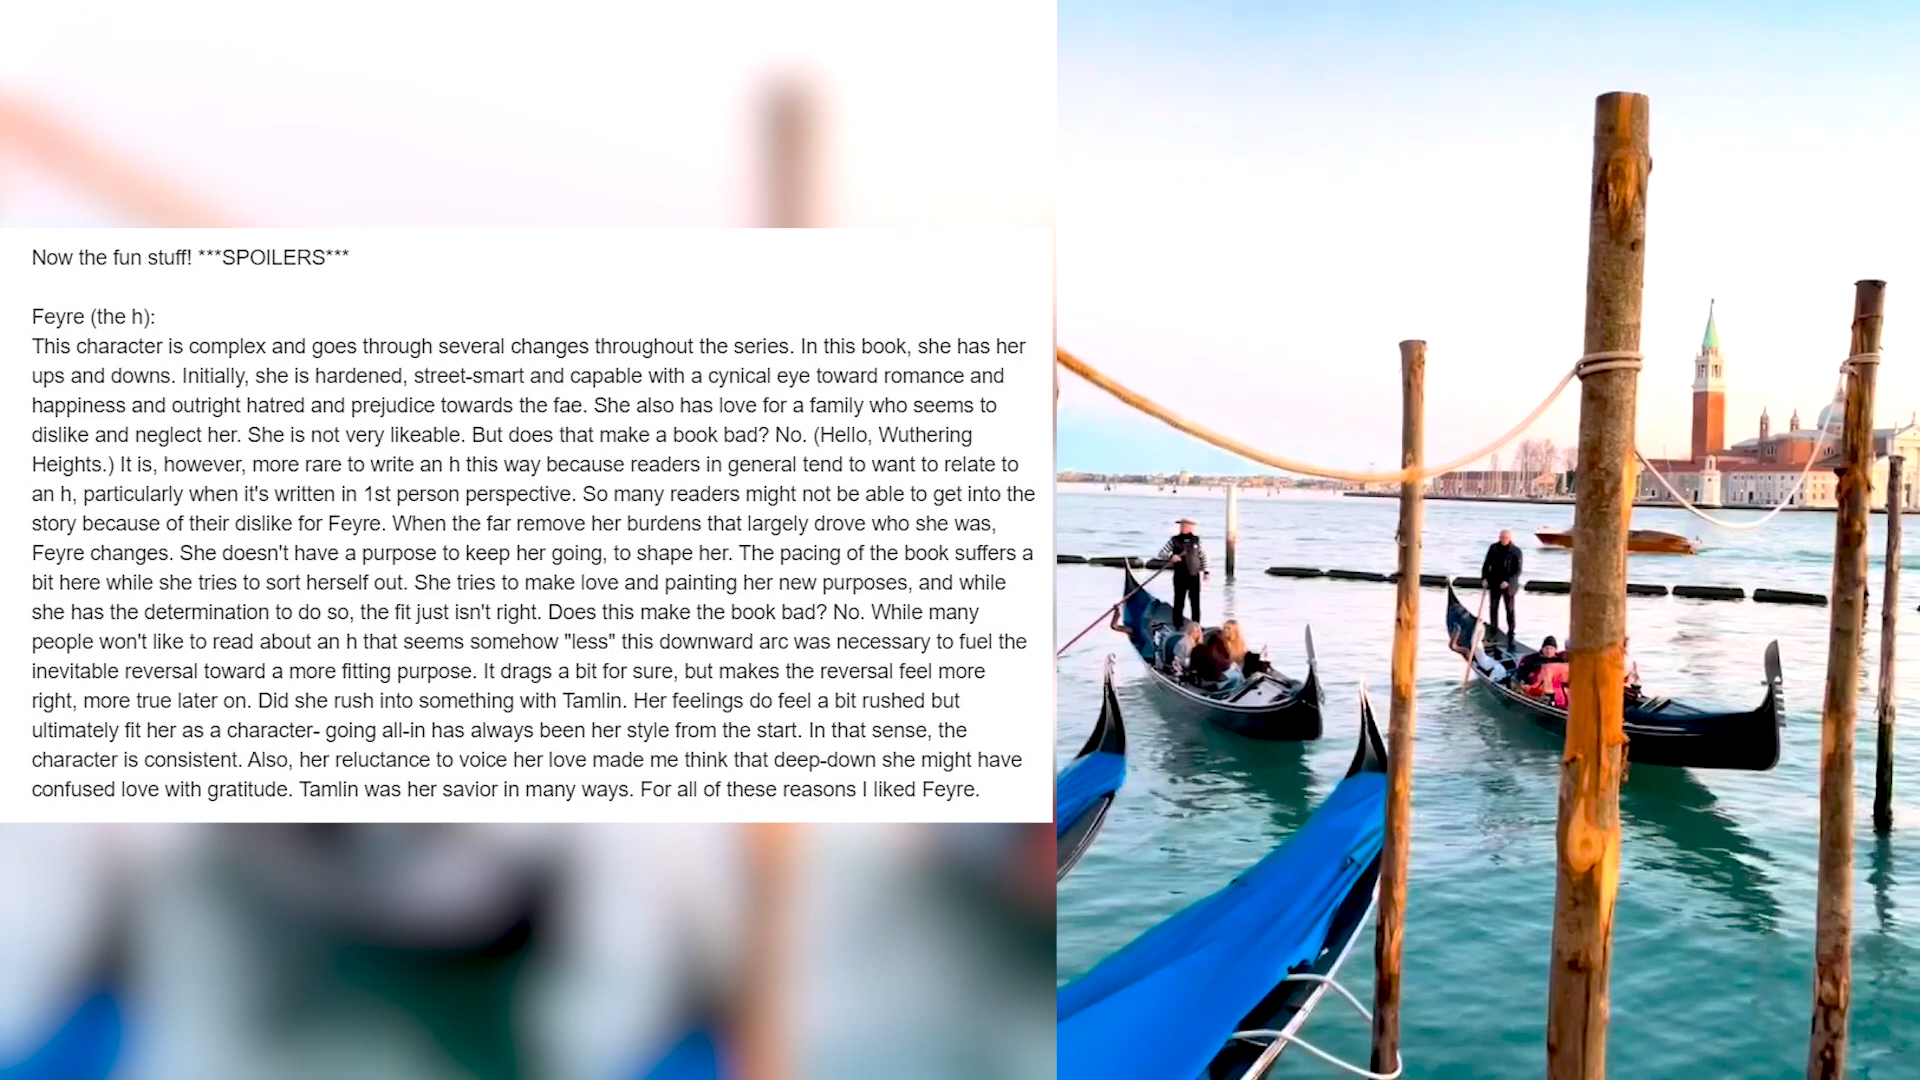 Now the fun stuff! ***SPOILERS***
Feyre (the h):
This character is complex and goes through several changes throughout the series. In this book, she has her
ups and downs. Initially, she is hardened, street-smart and capable with a cynical eye toward romance and
happiness and outright hatred and prejudice towards the fae. She also has love for a family who seems to
dislike and neglect her. She is not very likeable. But does that make a book bad? No. (Hello, Wuthering
Heights.) It is, however, more rare to write an h this way because readers in general tend to want to relate to
an h, particularly when it's written in 1st person perspective. So many readers might not be able to get into the
story because of their dislike for Feyre. When the far remove her burdens that largely drove who she was,
Feyre changes. She doesn't have a purpose to keep her going, to shape her. The pacing of the book suffers a
bit here while she tries to sort herself out. She tries to make love and painting her new purposes, and while
she has the determination to do so, the fit just isn't right. Does this make the book bad? No. While many
people won't like to read about an h that seems somehow "less" this downward arc was necessary to fuel the
inevitable reversal toward a more fitting purpose. It drags a bit for sure, but makes the reversal feel more
right, more true later on. Did she rush into something with Tamlin. Her feelings do feel a bit rushed but
ultimately fit her as a character- going all-in has always been her style from the start. In that sense, the
character is consistent. Also, her reluctance to voice her love made me think that deep-down she might have
confused love with gratitude. Tamlin was her savior in many ways. For all of these reasons I liked Feyre.